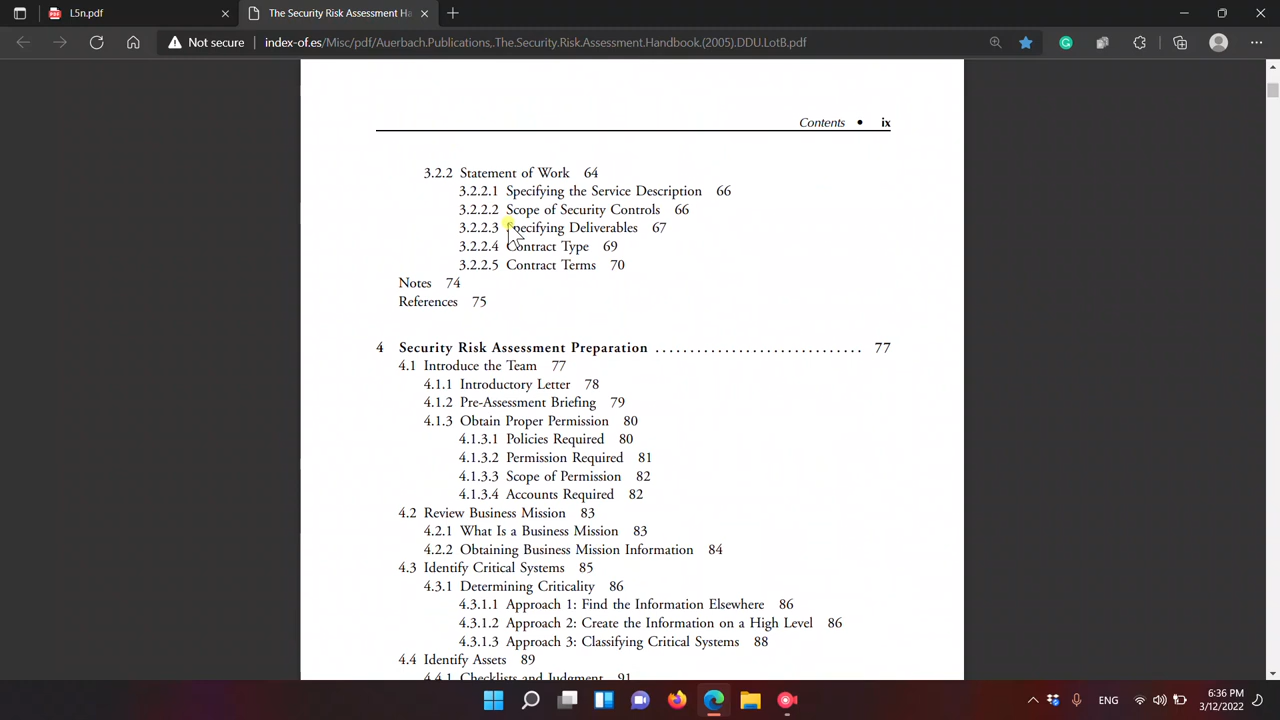 L5n.pdf
The Security Risk Assessment Ha
Not secure
index-of.es/Misc/pdf/Auerbach.Publications,.The.Security.Risk.Assessment.Handbook.(2005).DDU.LotB.pdf
Contents • ix
3.2.2 Statement of Work 64
3.2.2.1 Specifying the Service Description 66
3.2.2.2 Scope of Security Controls 66
3.2.2.3 Specifying Deliverables 67
3.2.2.4 Contract Type 69
3.2.2.5 Contract Terms 70
Notes 74
References 75
4 Security Risk Assessment Preparation .............................. 77
4.1 Introduce the Team 77
4.1.1 Introductory Letter 78
4.1.2 Pre-Assessment Briefing 79
4.1.3 Obtain Proper Permission 80
4.1.3.1 Policies Required 80
4.1.3.2 Permission Required 81
4.1.3.3 Scope of Permission 82
4.1.3.4 Accounts Required 82
4.2 Review Business Mission 83
4.2.1 What Is a Business Mission 83
4.2.2 Obtaining Business Mission Information 84
4.3 Identify Critical Systems 85
4.3.1 Determining Criticality 86
4.3.1.1 Approach 1: Find the Information Elsewhere 86
4.3.1.2 Approach 2: Create the Information on a High Level 86
4.3.1.3 Approach 3: Classifying Critical Systems 88
4.4 Identify Assets 89
4.4.1 Checklists and Judgment 91
ENG
6:36 PM
3/12/2022